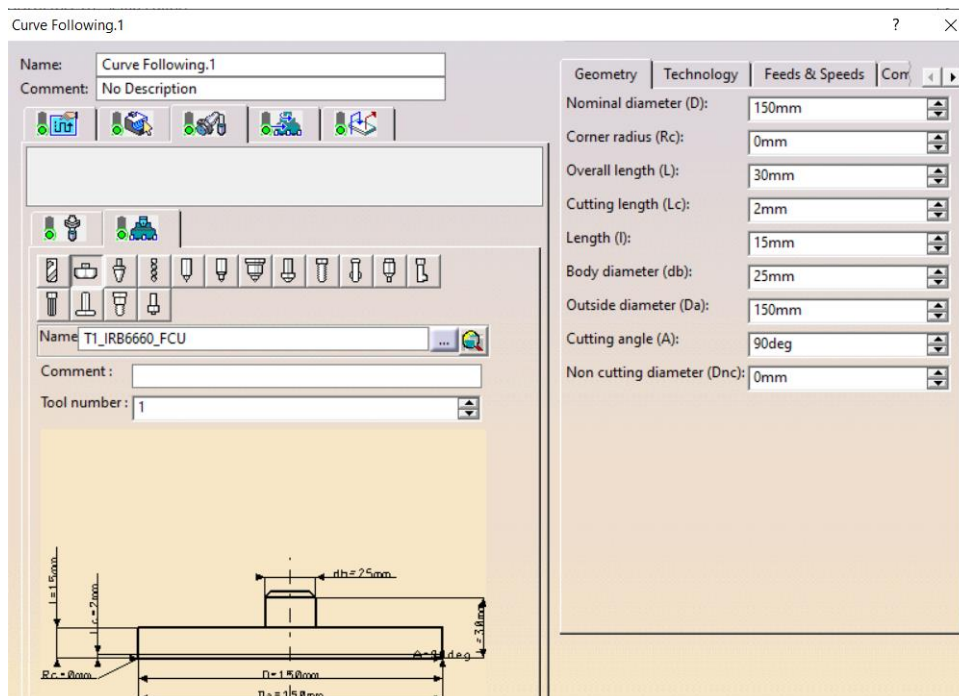 Curve Following.1
?
Name: Curve Following.1
Comment: No Description
Name T1_IRB6660_FCU
...
Comment :
Tool number : 1
l=15mm
Lc=2mm
db=25mm
Rc=0mm
D=150mm
Da=150mm
Geometry Technology Feeds & Speeds
Nominal diameter (D): 150mm
Corner radius (Rc): 0mm
Overall length (L): 30mm
Cutting length (Lc): 2mm
Length (l): 15mm
Body diameter (db): 25mm
Outside diameter (Da): 150mm
Cutting angle (A): 90deg
Non cutting diameter (Dnc): 0mm